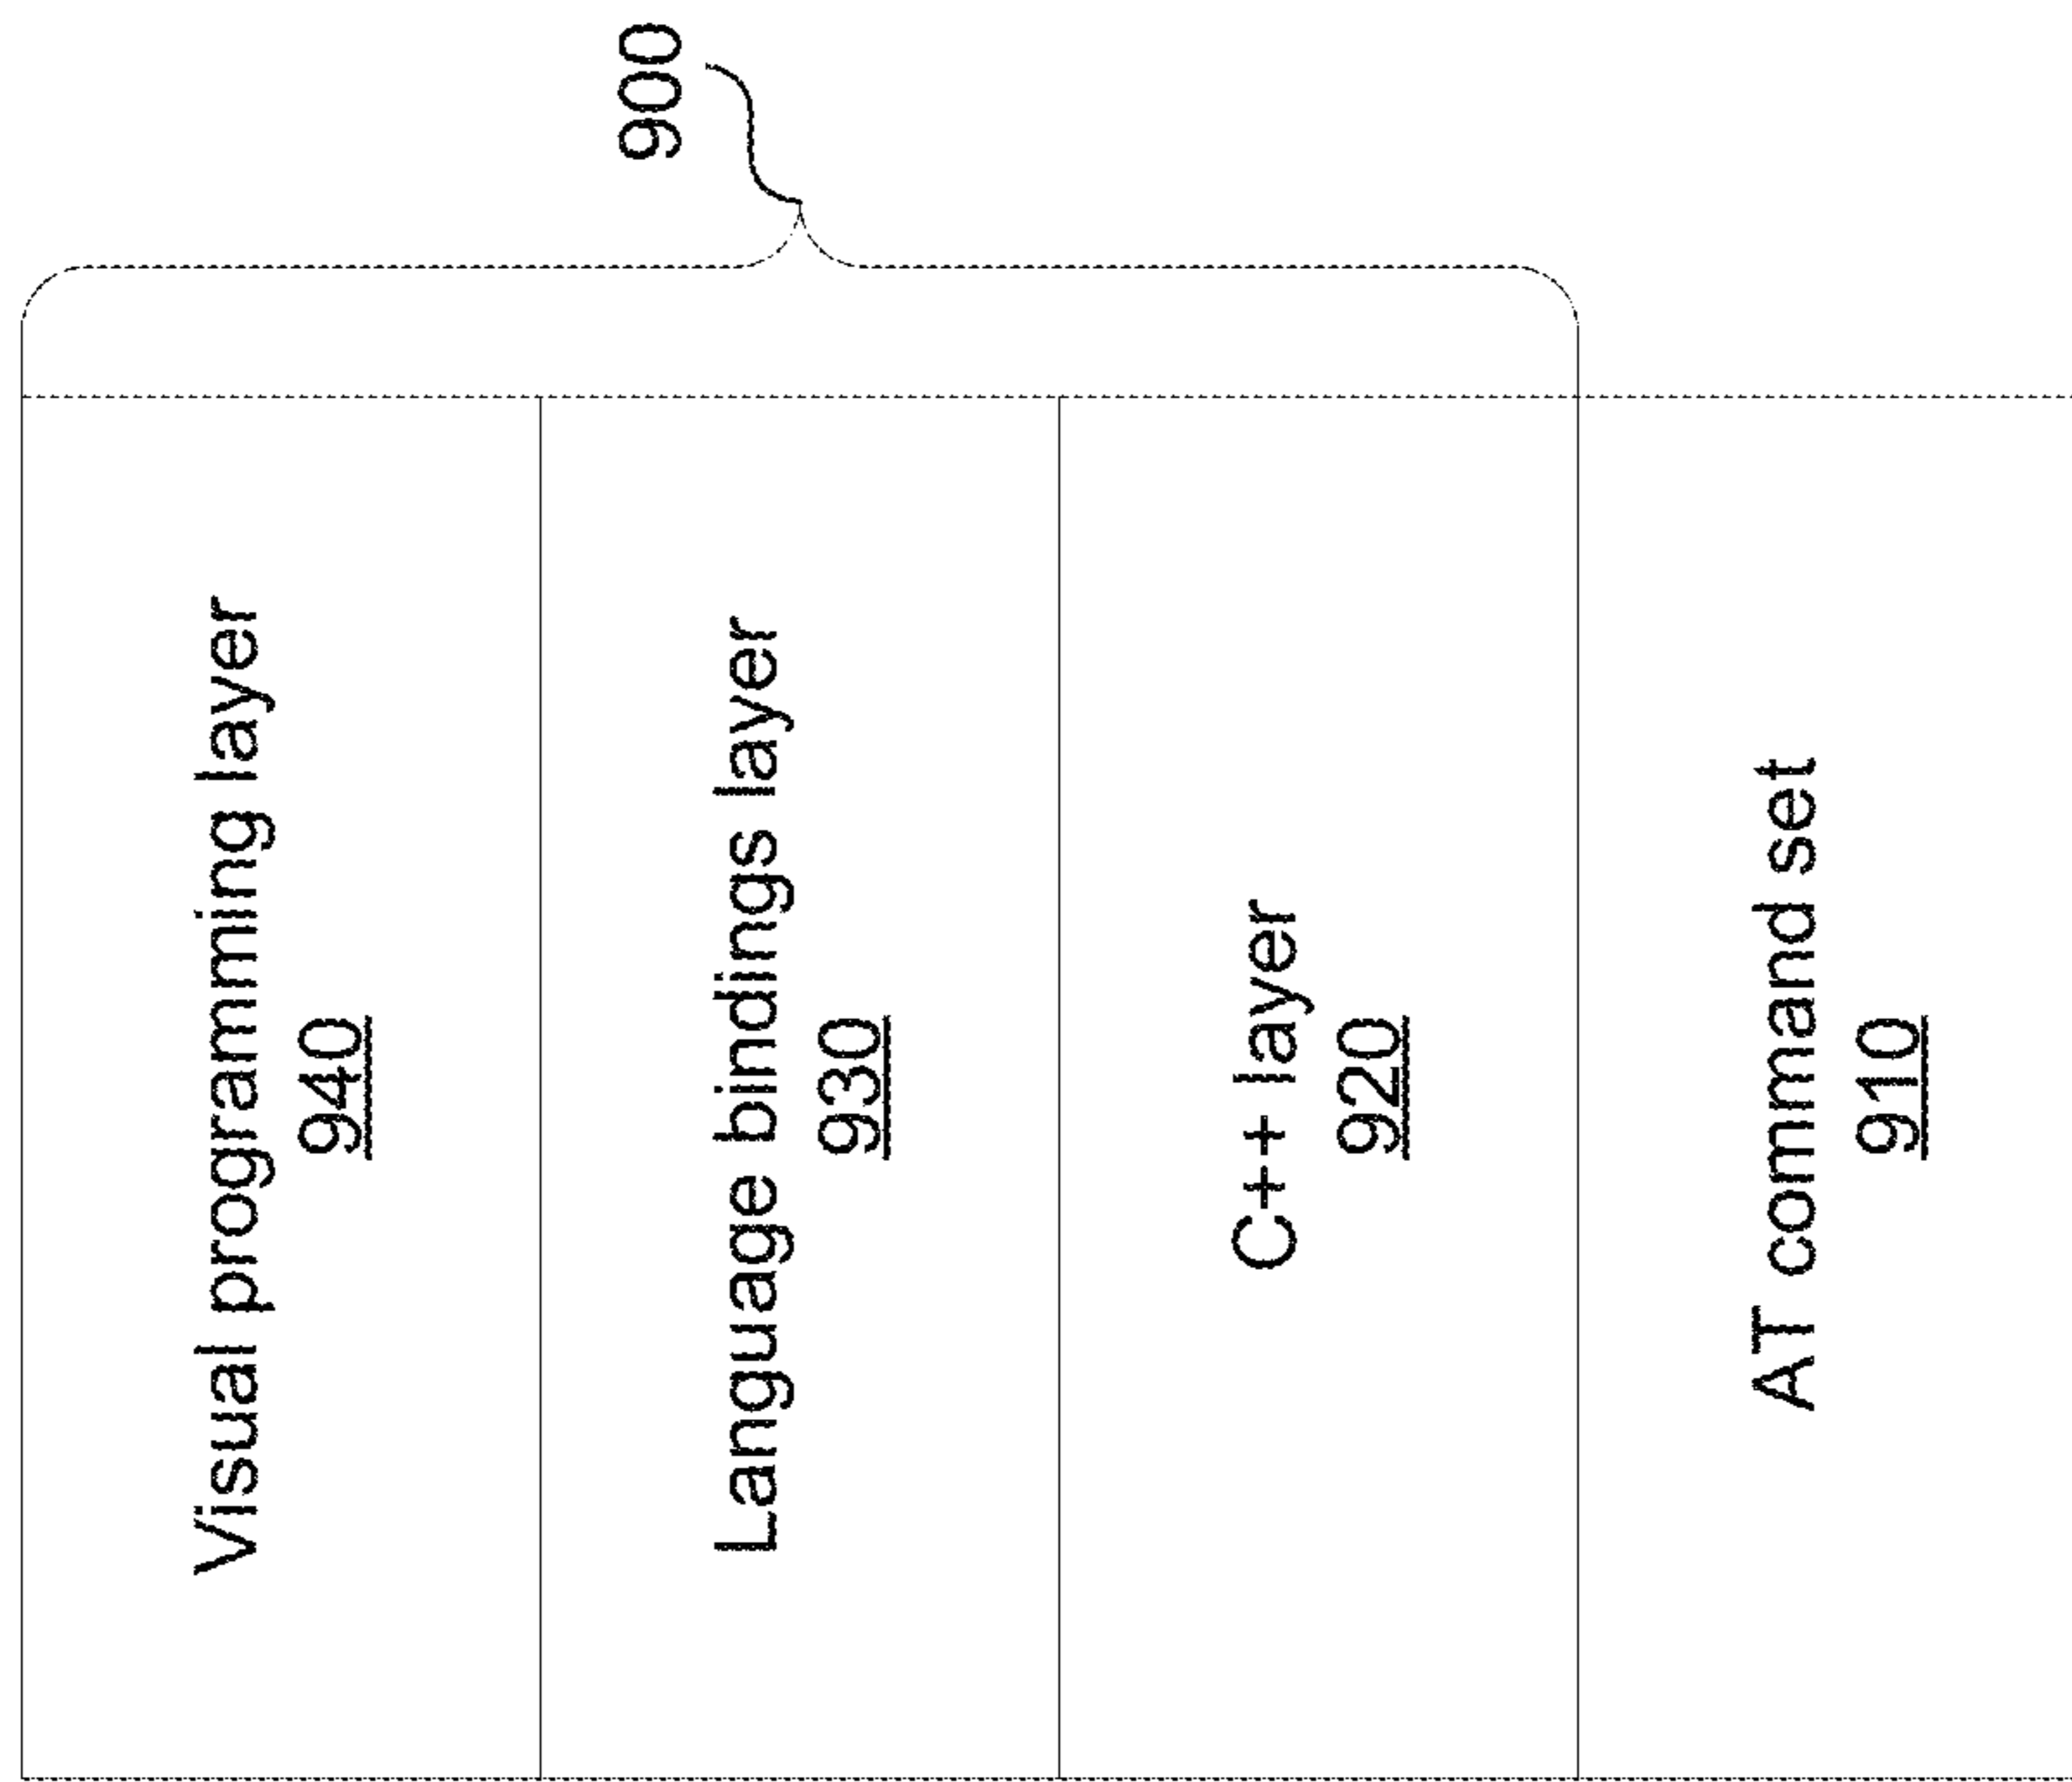 900
Visual programming layer
940
Language bindings layer
930
C++ layer
920
AT command set
910